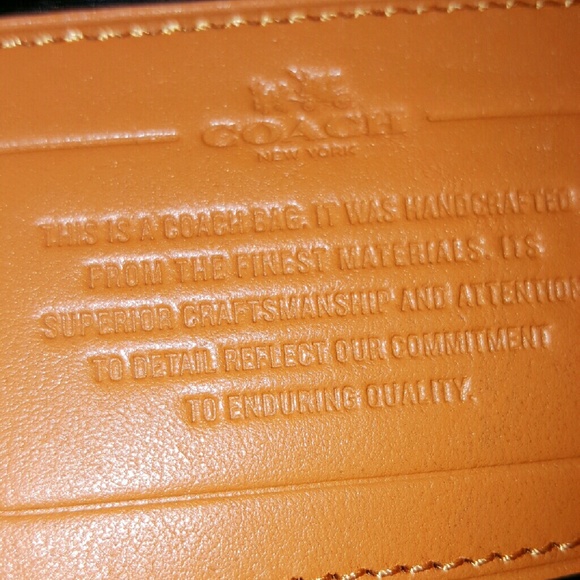 COACH
NEW YORK
THIS IS A COACH BAG. IT WAS HANDCRAFTED
FROM THE FINEST MATERIALS. ITS
SUPERIOR CRAFTSMANSHIP AND ATTENTION
TO DETAIL REFLECT OUR COMMITMENT
TO ENDURING QUALITY.